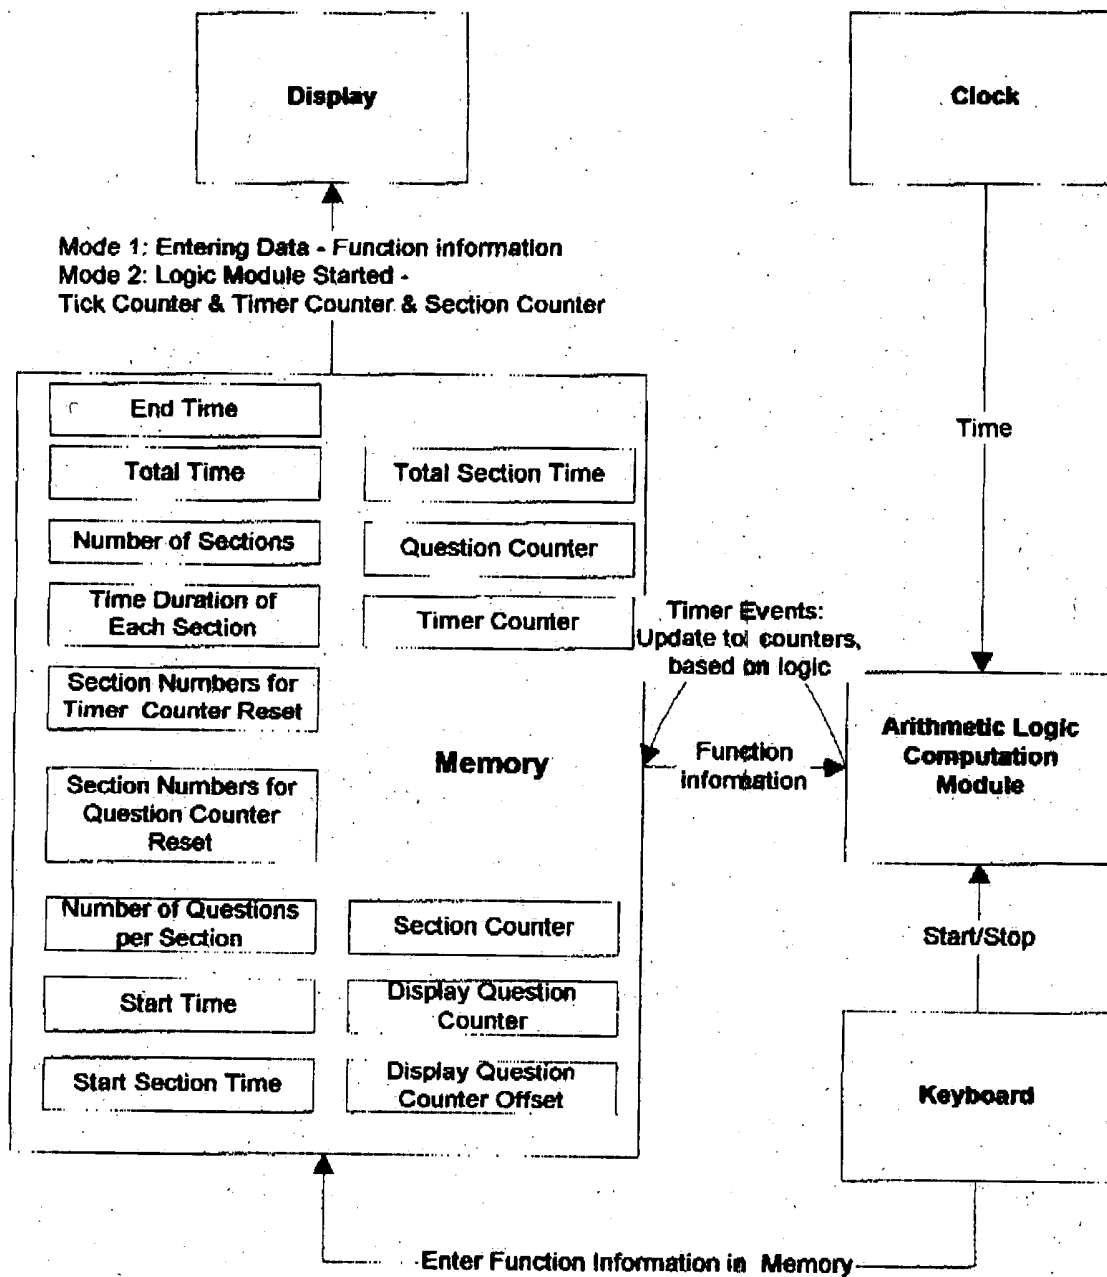 Display
Clock
Mode 1: Entering Data - Function information
Mode 2: Logic Module Started -
Tick Counter & Timer Counter & Section Counter
End Time
Total Time
Number of Sections
Time Duration of
Each Section
Section Numbers for
Timer Counter Reset
Section Numbers for
Question Counter
Reset
Number of Questions
per Section
Start Time
Start Section Time
Total Section Time
Question Counter
Timer Counter
Memory
Section Counter
Display Question
Counter
Display Question
Counter Offset
Timer Events:
Update tol counters,
based on logic
Function
information
Time
Arithmetic Logic
Computation
Module
Start/Stop
Keyboard
Enter Function Information in Memory